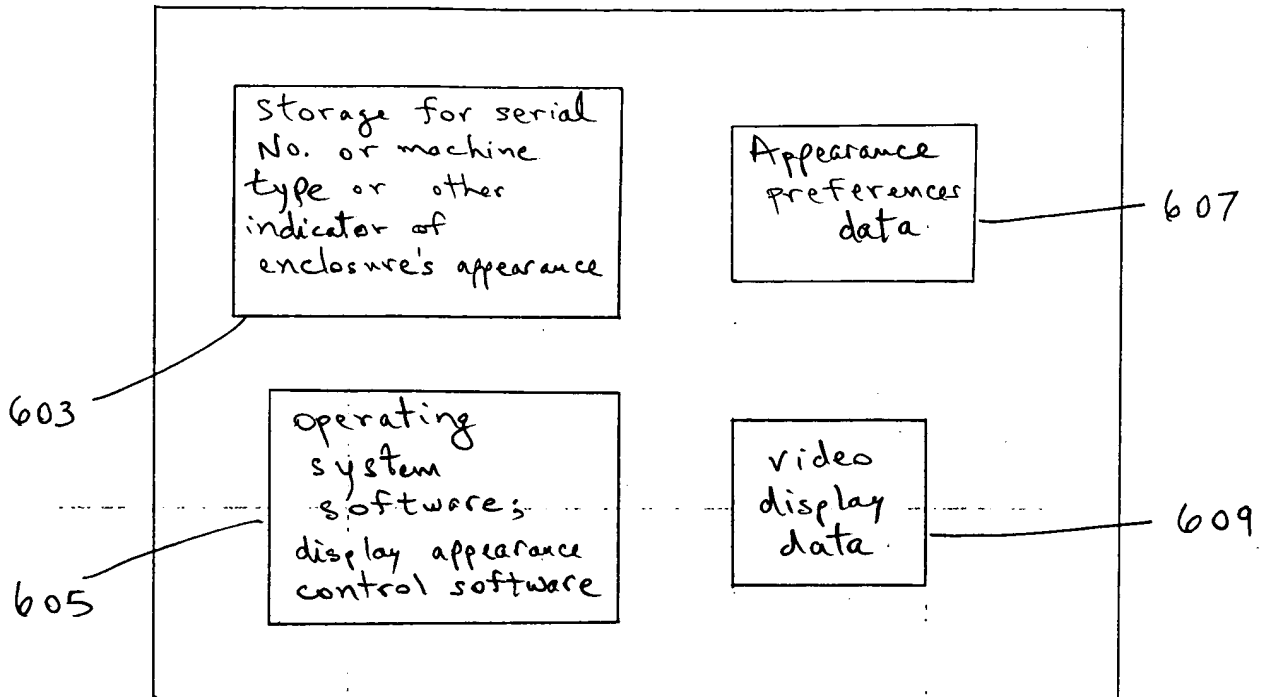 Storage for serial
No. or machine
type or other
indicator of
enclosure's appearance
Appearance
preferences
data.
607
603
operating
system
software;
display appearance
control software
605
video
display
data.
609